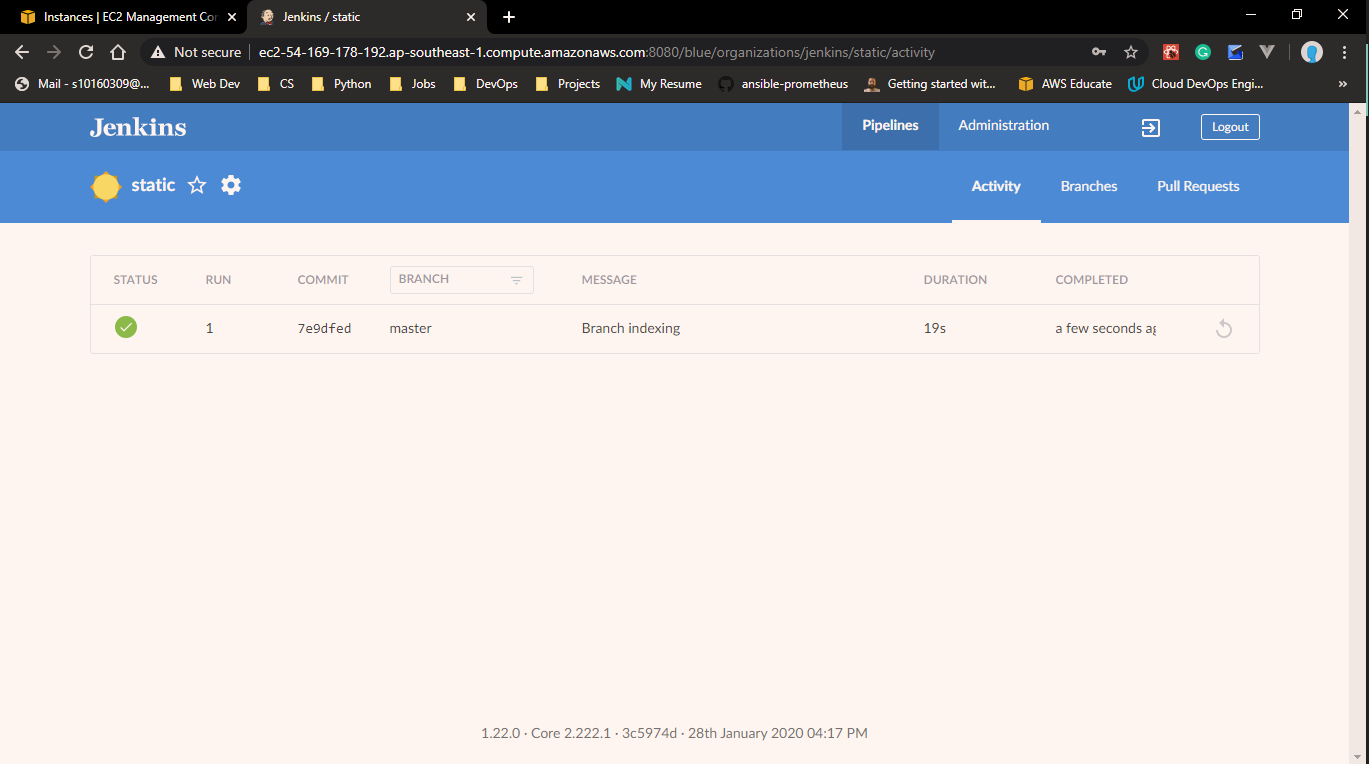 Instances | EC2 Management Cor
Jenkins / static
Not secure
ec2-54-169-178-192.ap-southeast-1.compute.amazonaws.com:8080/blue/organizations/jenkins/static/activity
Mail - s10160309@... Web Dev CS Python Jobs DevOps Projects My Resume ansible-prometheus Getting started wit... AWS Educate Cloud DevOps Engi... »
Jenkins Pipelines Administration Logout
static Activity Branches Pull Requests
STATUS RUN COMMIT BRANCH MESSAGE DURATION COMPLETED
1 7e9dfed master Branch indexing 19s a few seconds ag
1.22.0 · Core 2.222.1 · 3c5974d · 28th January 2020 04:17 PM